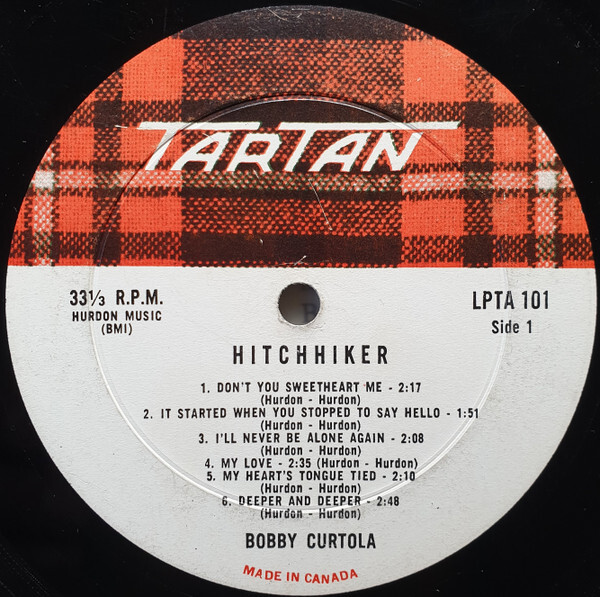 TARTAN
33 1/3 R.P.M.
HURDON MUSIC
(BMI)
LPTA 101
Side 1
HITCHHIKER
1. DON'T YOU SWEETHEART ME - 2:17
(Hurdon - Hurdon)
2. IT STARTED WHEN YOU STOPPED TO SAY HELLO - 1:51
(Hurdon - Hurdon)
3. I'LL NEVER BE ALONE AGAIN - 2:08
(Hurdon - Hurdon)
4. MY LOVE - 2:35 (Hurdon - Hurdon)
5. MY HEART'S TONGUE TIED - 2:10
(Hurdon - Hurdon)
6. DEEPER AND DEEPER - 2:48
(Hurdon - Hurdon)
BOBBY CURTOLA
MADE IN CANADA